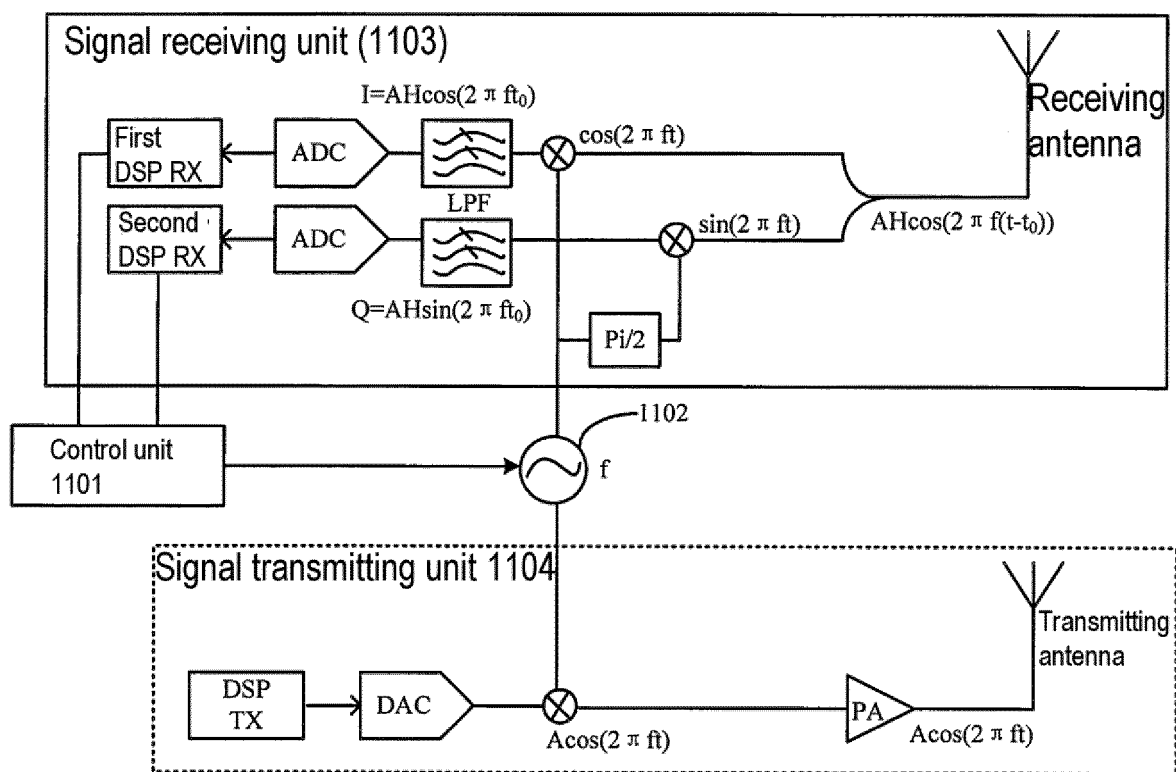 Signal receiving unit (1103)
I=AHcos(2 π ft₀)
First
DSP RX
ADC
cos(2 π ft)
Receiving
antenna
LPF
Second
DSP RX
ADC
sin(2 π ft)
AHcos(2 π f(t-t₀))
Q=AHsin(2 π ft₀)
Pi/2
1102
Control unit
1101
f
Signal transmitting unit 1104
Transmitting
antenna
DSP
TX
DAC
PA
Acos(2 π ft)
Acos(2 π ft)